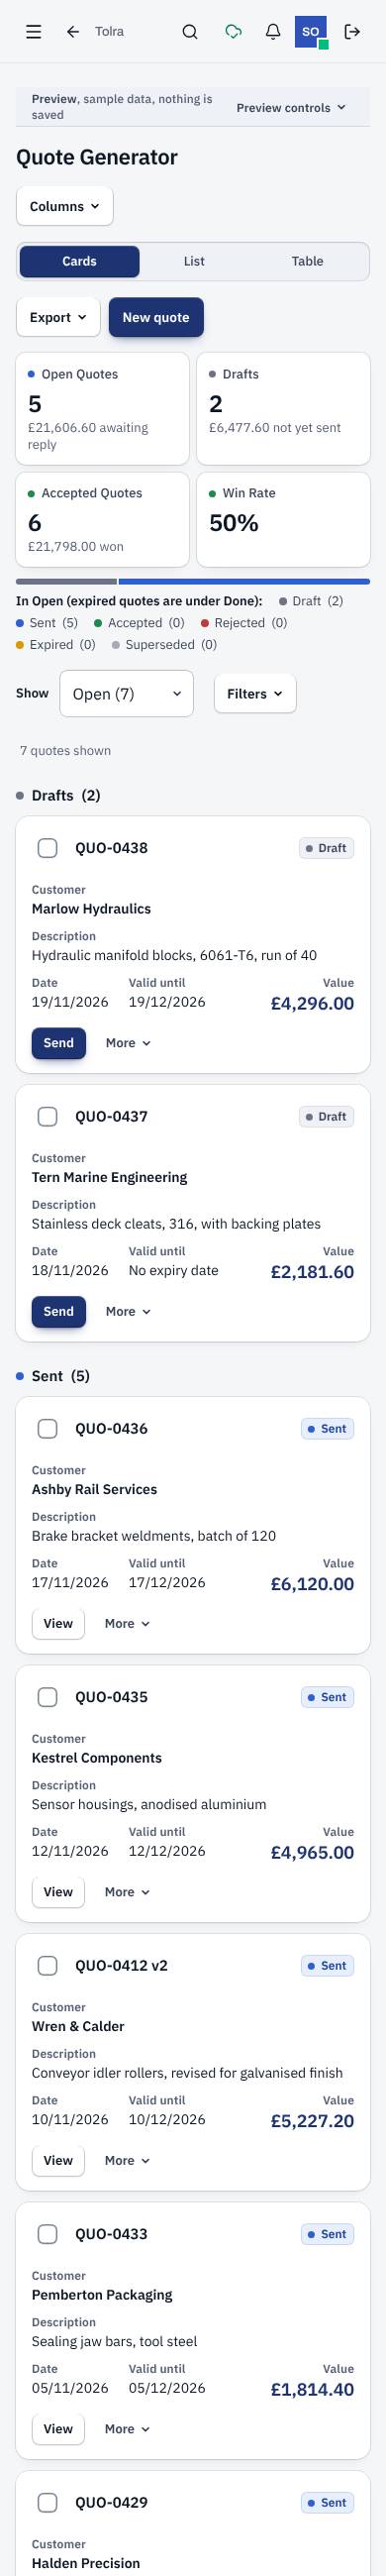 Tolra
SO
Preview, sample data, nothing is
saved
Preview controls
Quote Generator
Columns
Cards List Table
Export New quote
Open Quotes
5
£21,606.60 awaiting
reply
Drafts
2
£6,477.60 not yet sent
Accepted Quotes
6
£21,798.00 won
Win Rate
50%
In Open (expired quotes are under Done): Draft (2)
Sent (5) Accepted (0) Rejected (0)
Expired (0) Superseded (0)
Show Open (7) Filters
7 quotes shown
Drafts (2)
QUO-0438 Draft
Customer
Marlow Hydraulics
Description
Hydraulic manifold blocks, 6061-T6, run of 40
Date Valid until Value
19/11/2026 19/12/2026 £4,296.00
Send More
QUO-0437 Draft
Customer
Tern Marine Engineering
Description
Stainless deck cleats, 316, with backing plates
Date Valid until Value
18/11/2026 No expiry date £2,181.60
Send More
Sent (5)
QUO-0436 Sent
Customer
Ashby Rail Services
Description
Brake bracket weldments, batch of 120
Date Valid until Value
17/11/2026 17/12/2026 £6,120.00
View More
QUO-0435 Sent
Customer
Kestrel Components
Description
Sensor housings, anodised aluminium
Date Valid until Value
12/11/2026 12/12/2026 £4,965.00
View More
QUO-0412 v2 Sent
Customer
Wren & Calder
Description
Conveyor idler rollers, revised for galvanised finish
Date Valid until Value
10/11/2026 10/12/2026 £5,227.20
View More
QUO-0433 Sent
Customer
Pemberton Packaging
Description
Sealing jaw bars, tool steel
Date Valid until Value
05/11/2026 05/12/2026 £1,814.40
View More
QUO-0429 Sent
Customer
Halden Precision